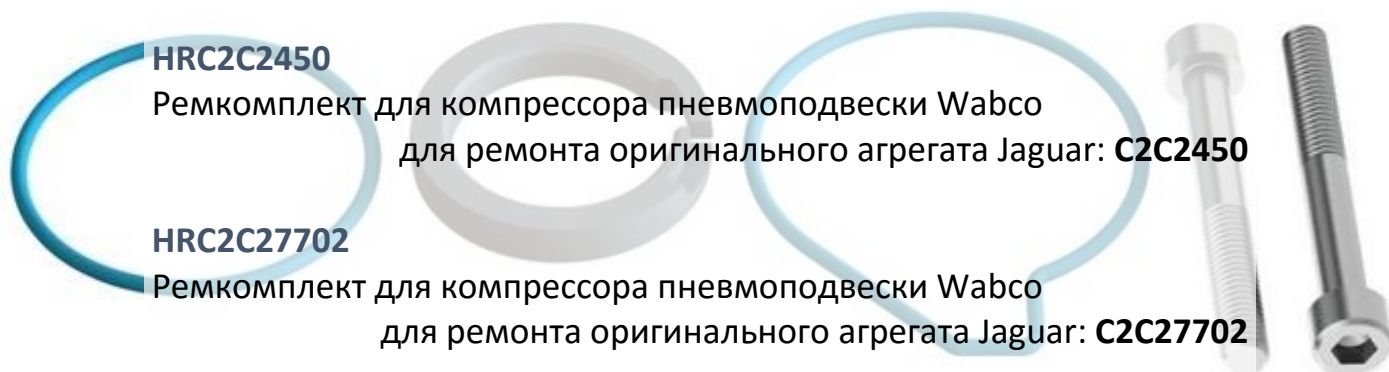 HRC2C2450
Ремкомплект для компрессора пневмоподвески Wabco
для ремонта оригинального агрегата Jaguar: C2C2450
HRC2C27702
Ремкомплект для компрессора пневмоподвески Wabco
для ремонта оригинального агрегата Jaguar: C2C27702